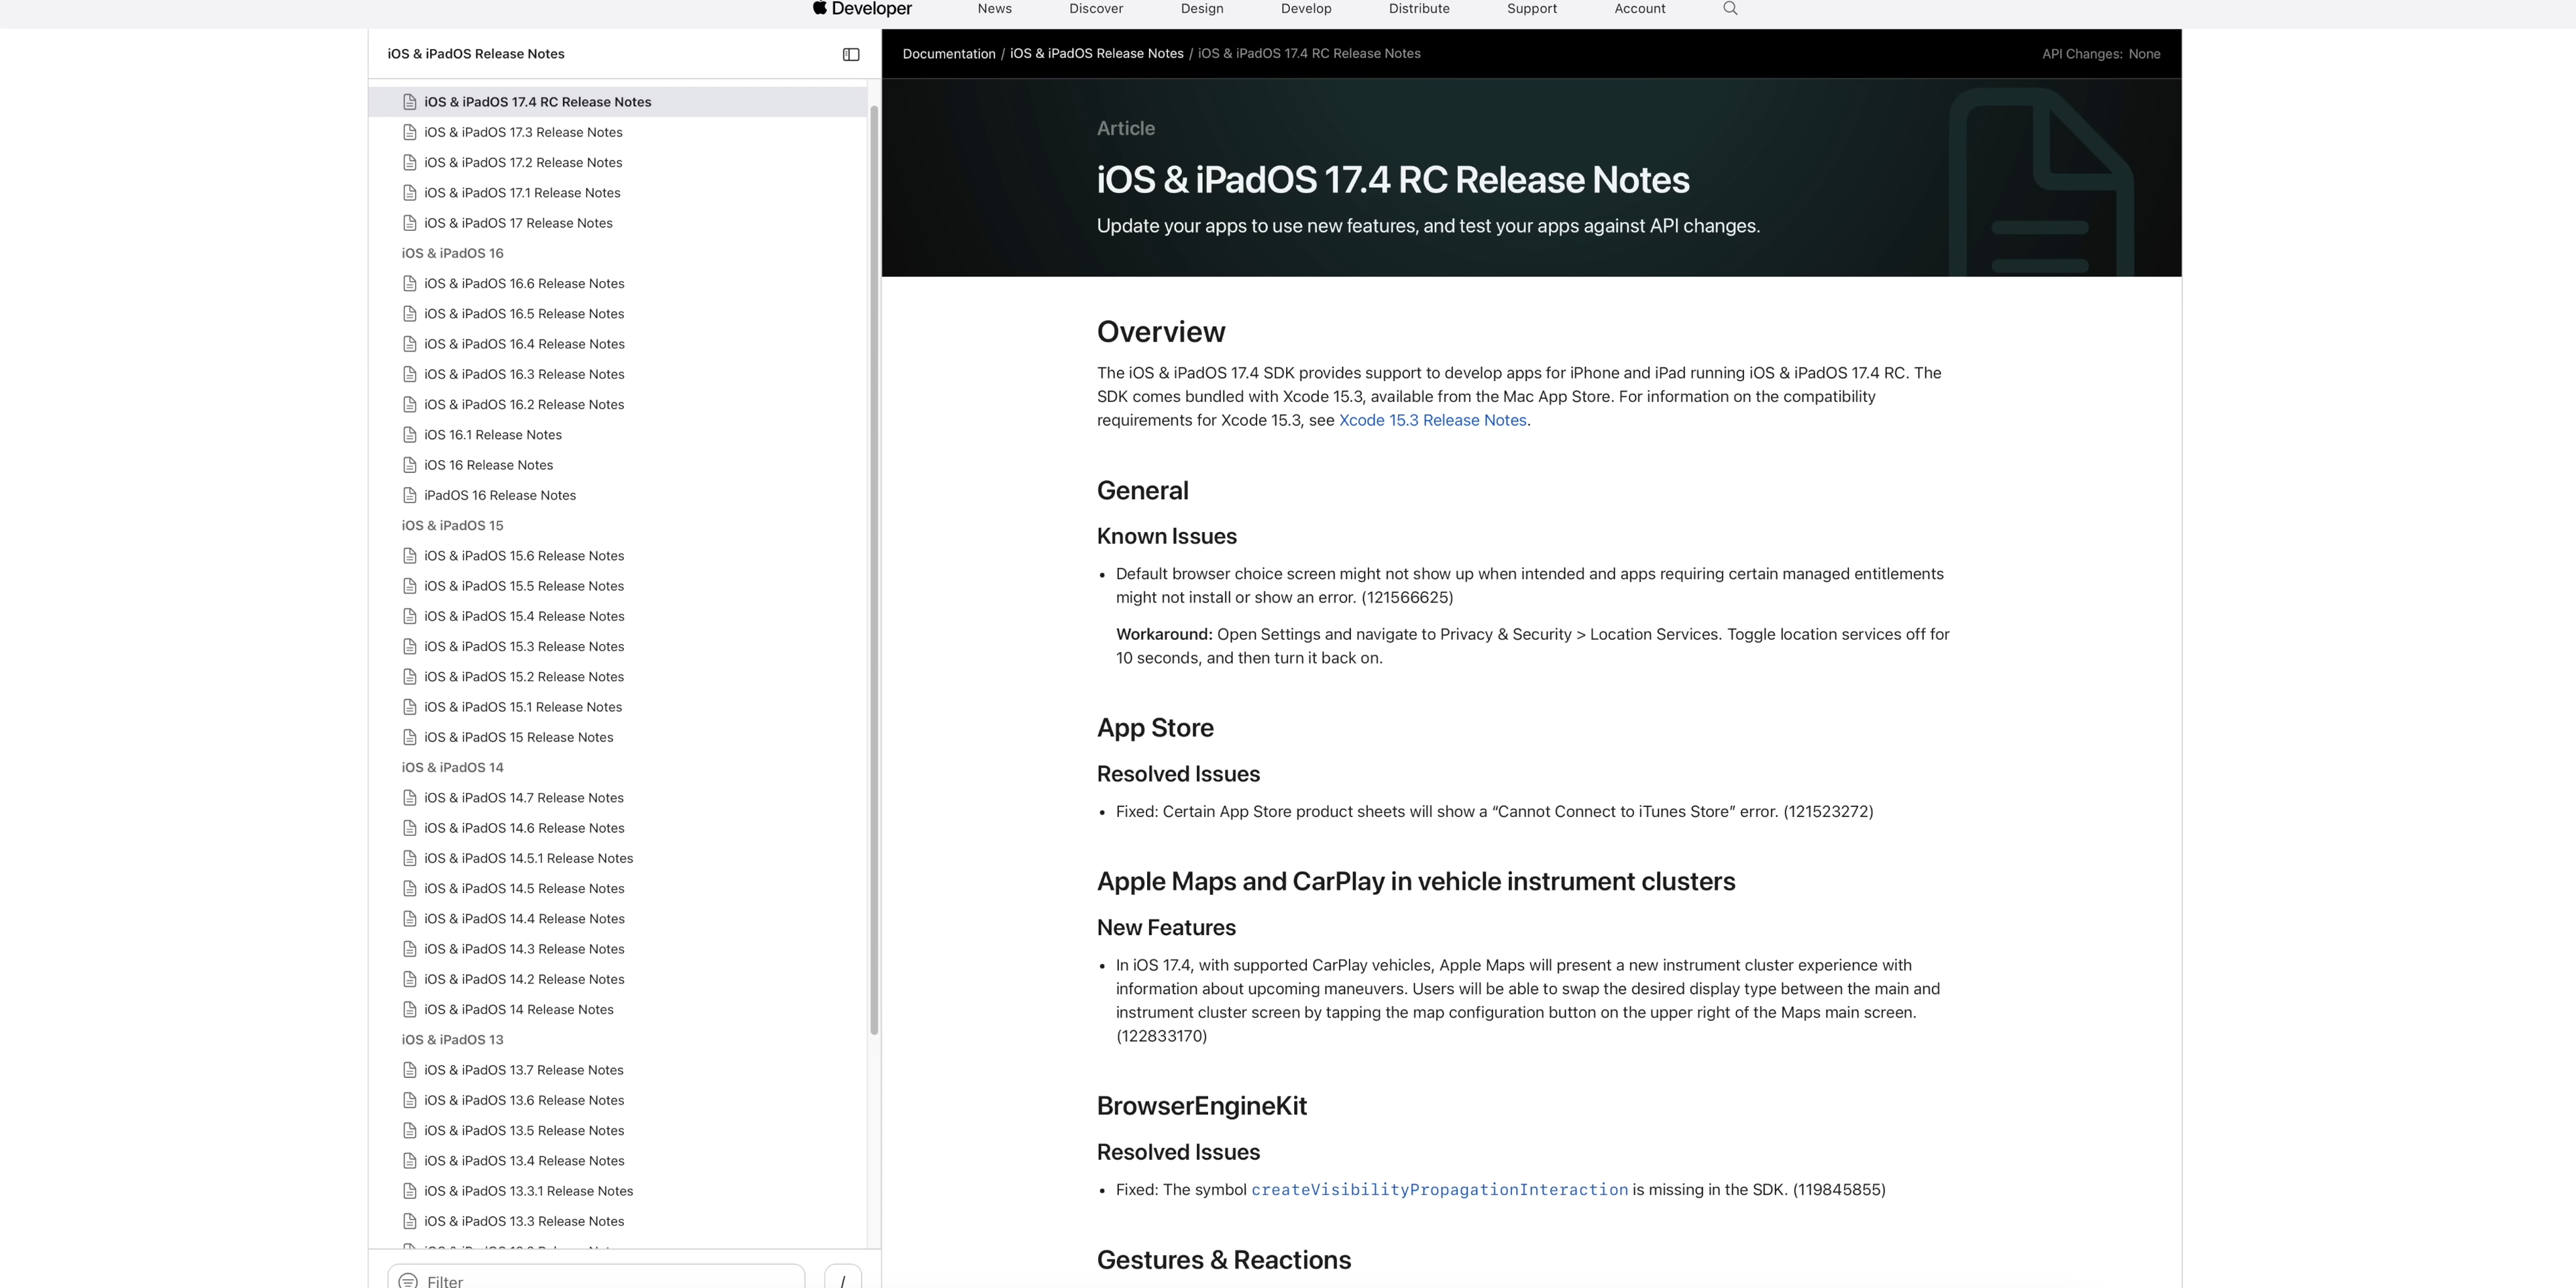 Developer
News
Discover
Design
Develop
Distribute
Support
Account
iOS & iPadOS Release Notes
iOS & iPadOS 17.4 RC Release Notes
iOS & iPadOS 17.3 Release Notes
iOS & iPadOS 17.2 Release Notes
iOS & iPadOS 17.1 Release Notes
iOS & iPadOS 17 Release Notes
iOS & iPadOS 16
iOS & iPadOS 16.6 Release Notes
iOS & iPadOS 16.5 Release Notes
iOS & iPadOS 16.4 Release Notes
iOS & iPadOS 16.3 Release Notes
iOS & iPadOS 16.2 Release Notes
iOS 16.1 Release Notes
iOS 16 Release Notes
iPadOS 16 Release Notes
iOS & iPadOS 15
iOS & iPadOS 15.6 Release Notes
iOS & iPadOS 15.5 Release Notes
iOS & iPadOS 15.4 Release Notes
iOS & iPadOS 15.3 Release Notes
iOS & iPadOS 15.2 Release Notes
iOS & iPadOS 15.1 Release Notes
iOS & iPadOS 15 Release Notes
iOS & iPadOS 14
iOS & iPadOS 14.7 Release Notes
iOS & iPadOS 14.6 Release Notes
iOS & iPadOS 14.5.1 Release Notes
iOS & iPadOS 14.5 Release Notes
iOS & iPadOS 14.4 Release Notes
iOS & iPadOS 14.3 Release Notes
iOS & iPadOS 14.2 Release Notes
iOS & iPadOS 14 Release Notes
iOS & iPadOS 13
iOS & iPadOS 13.7 Release Notes
iOS & iPadOS 13.6 Release Notes
iOS & iPadOS 13.5 Release Notes
iOS & iPadOS 13.4 Release Notes
iOS & iPadOS 13.3.1 Release Notes
iOS & iPadOS 13.3 Release Notes
Filter
/
Documentation / iOS & iPadOS Release Notes / iOS & iPadOS 17.4 RC Release Notes
API Changes: None
Article
iOS & iPadOS 17.4 RC Release Notes
Update your apps to use new features, and test your apps against API changes.
Overview
The iOS & iPadOS 17.4 SDK provides support to develop apps for iPhone and iPad running iOS & iPadOS 17.4 RC. The
SDK comes bundled with Xcode 15.3, available from the Mac App Store. For information on the compatibility
requirements for Xcode 15.3, see Xcode 15.3 Release Notes.
General
Known Issues
• Default browser choice screen might not show up when intended and apps requiring certain managed entitlements
might not install or show an error. (121566625)
Workaround: Open Settings and navigate to Privacy & Security > Location Services. Toggle location services off for
10 seconds, and then turn it back on.
App Store
Resolved Issues
• Fixed: Certain App Store product sheets will show a “Cannot Connect to iTunes Store” error. (121523272)
Apple Maps and CarPlay in vehicle instrument clusters
New Features
• In iOS 17.4, with supported CarPlay vehicles, Apple Maps will present a new instrument cluster experience with
information about upcoming maneuvers. Users will be able to swap the desired display type between the main and
instrument cluster screen by tapping the map configuration button on the upper right of the Maps main screen.
(122833170)
BrowserEngineKit
Resolved Issues
• Fixed: The symbol createVisibilityPropagationInteraction is missing in the SDK. (119845855)
Gestures & Reactions